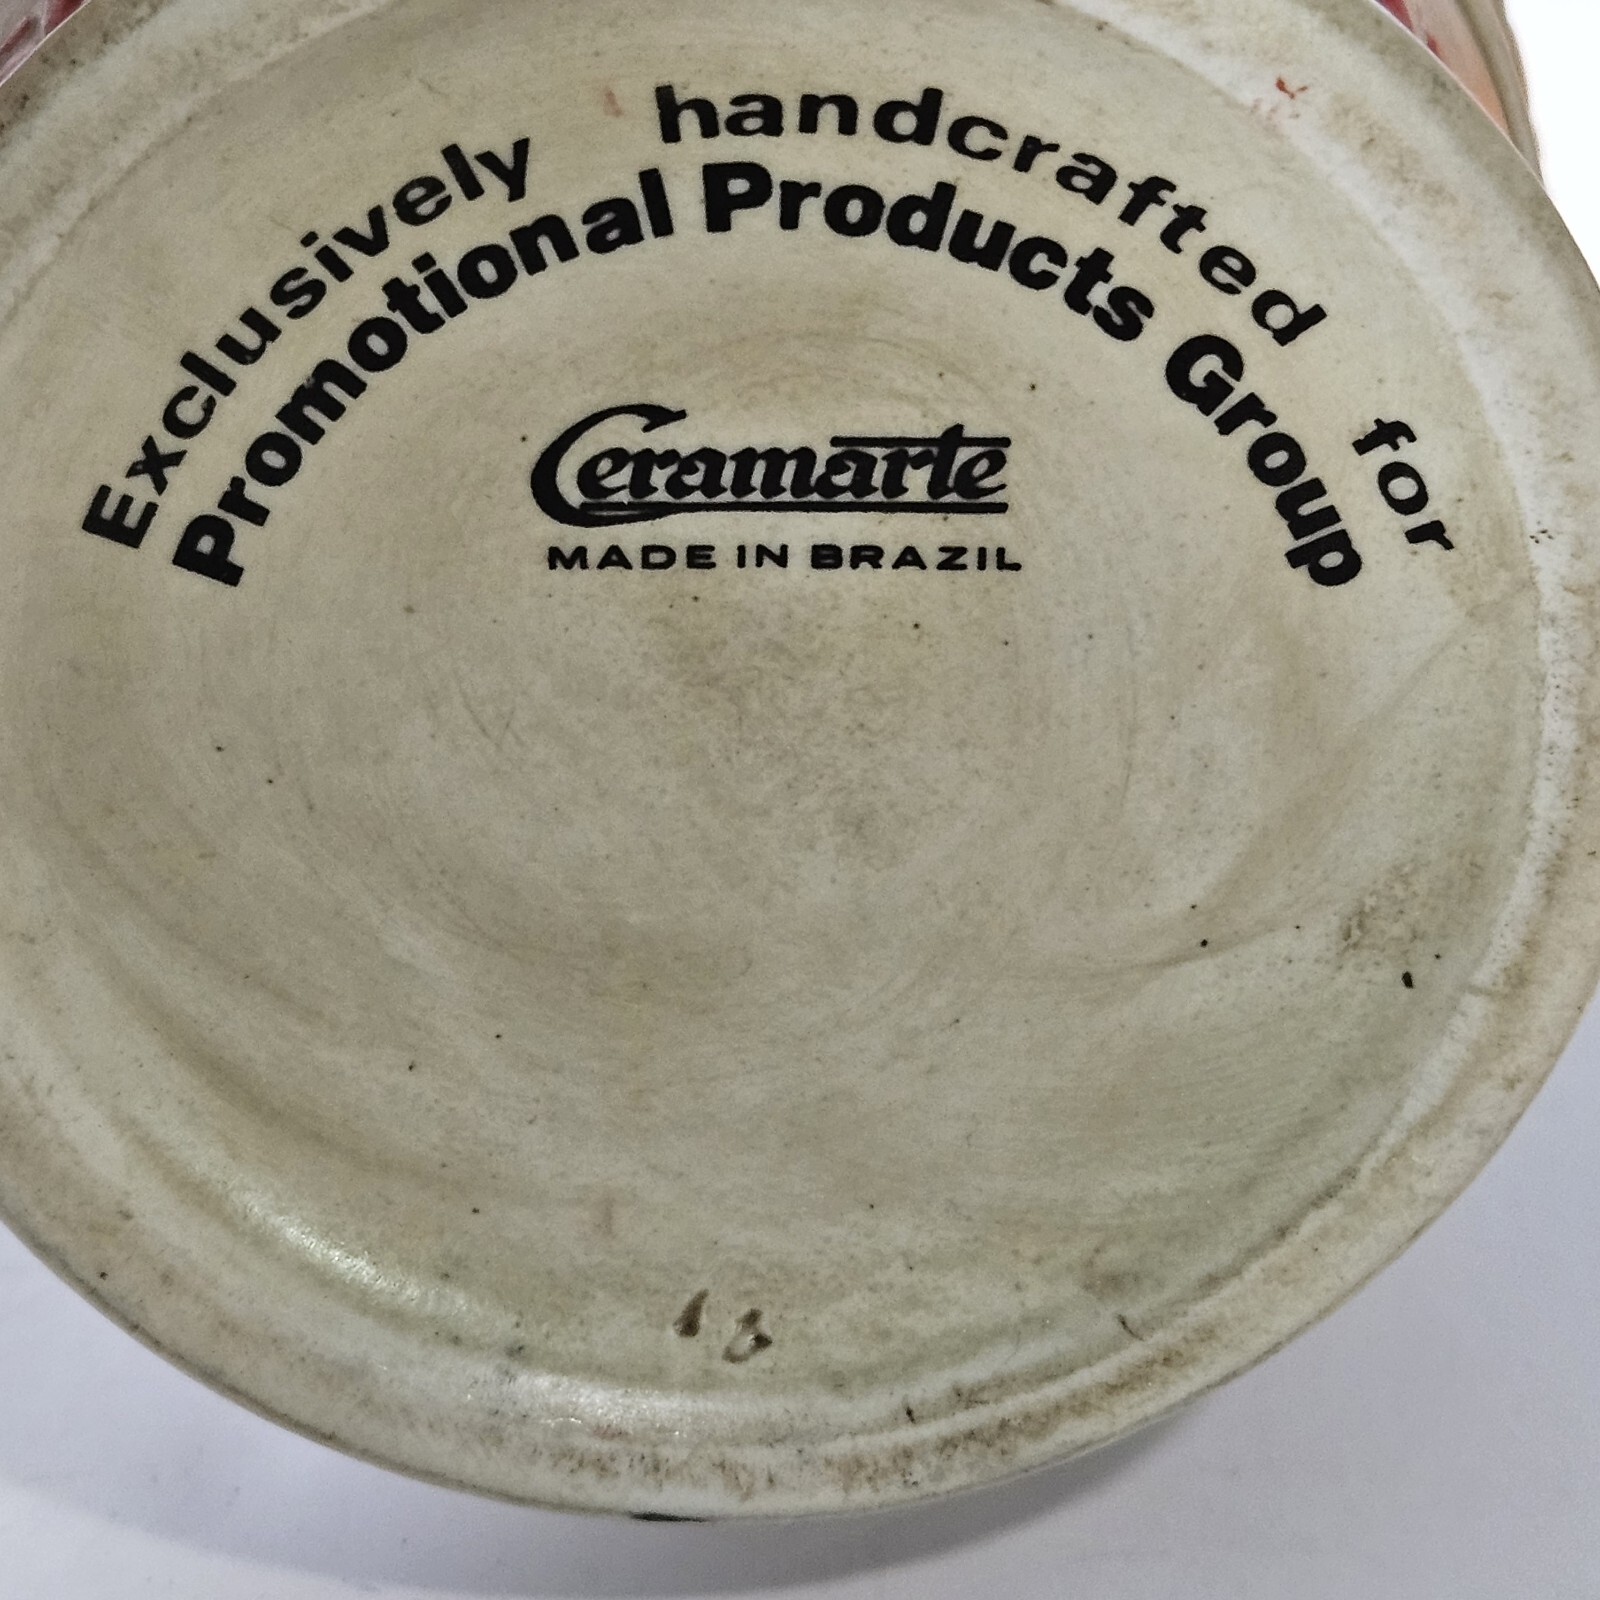 Exclusively handcrafted for
Promotional Products Group
Ceramarte
MADE IN BRAZIL